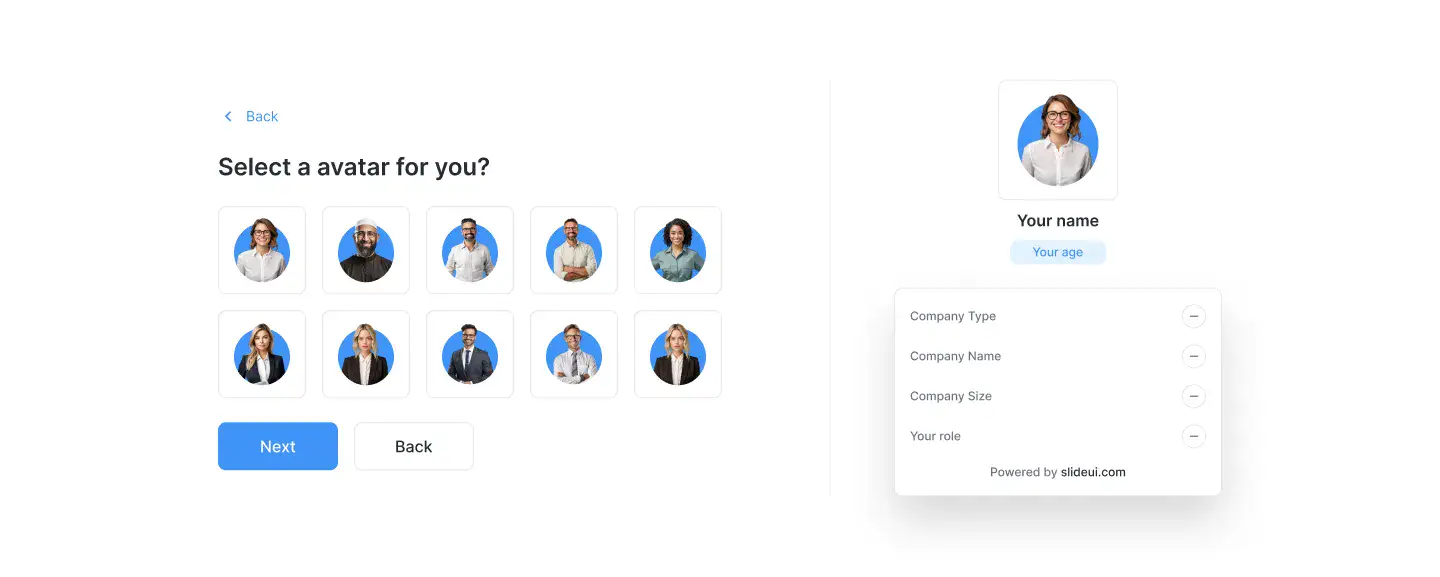 Back
Select a avatar for you?
Next
Back
Your name
Your age
Company Type
Company Name
Company Size
Your role
Powered by slideui.com